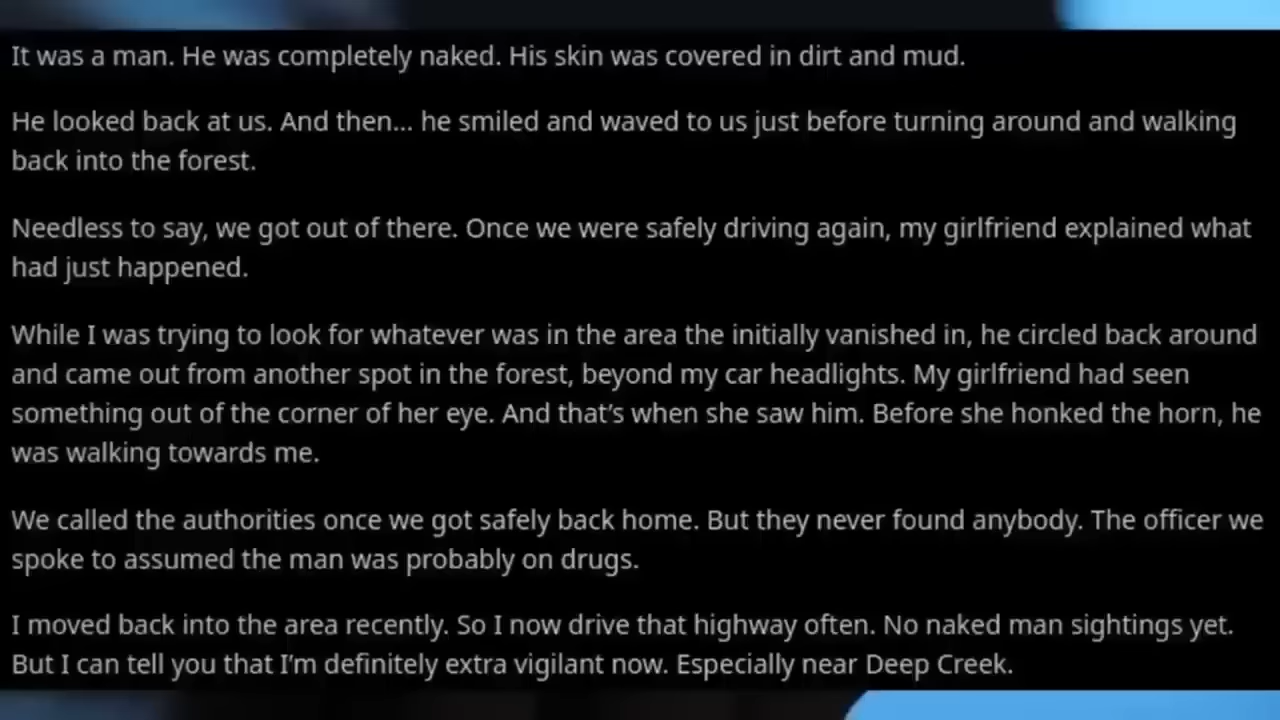 It was a man. He was completely naked. His skin was covered in dirt and mud.
He looked back at us. And then... he smiled and waved to us just before turning around and walking
back into the forest.
Needless to say, we got out of there. Once we were safely driving again, my girlfriend explained what
had just happened.
While I was trying to look for whatever was in the area the initially vanished in, he circled back around
and came out from another spot in the forest, beyond my car headlights. My girlfriend had seen
something out of the corner of her eye. And that’s when she saw him. Before she honked the horn, he
was walking towards me.
We called the authorities once we got safely back home. But they never found anybody. The officer we
spoke to assumed the man was probably on drugs.
I moved back into the area recently. So I now drive that highway often. No naked man sightings yet.
But I can tell you that I’m definitely extra vigilant now. Especially near Deep Creek.